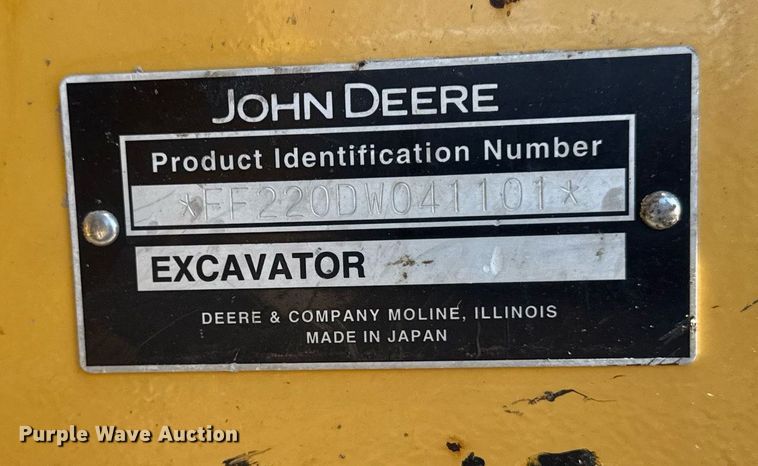 JOHN DEERE
Product Identification Number
*FF220DW041101*
EXCAVATOR
DEERE & COMPANY MOLINE, ILLINOIS
MADE IN JAPAN
Purple Wave Auction